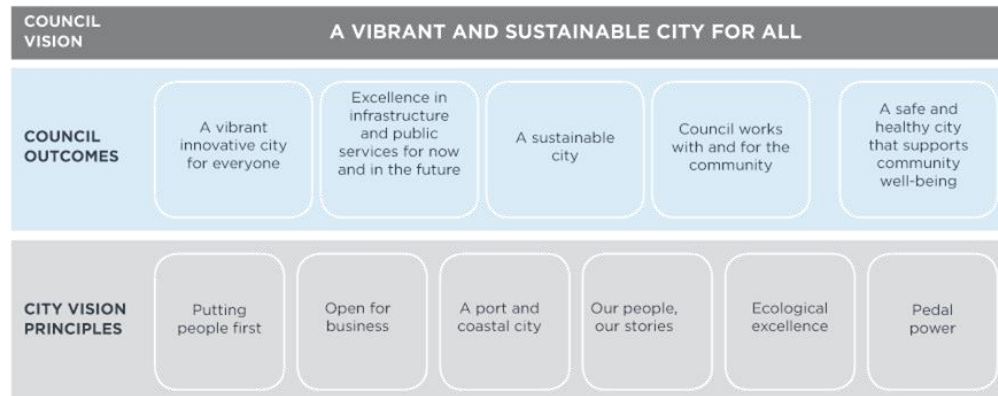 COUNCIL
VISION
A VIBRANT AND SUSTAINABLE CITY FOR ALL
COUNCIL
OUTCOMES
A vibrant
innovative city
for everyone
Excellence in
infrastructure
and public
services for now
and in the future
A sustainable
city
Council works
with and for the
community
A safe and
healthy city
that supports
community
well-being
CITY VISION
PRINCIPLES
Putting
people first
Open for
business
A port and
coastal city
Our people,
our stories
Ecological
excellence
Pedal
power